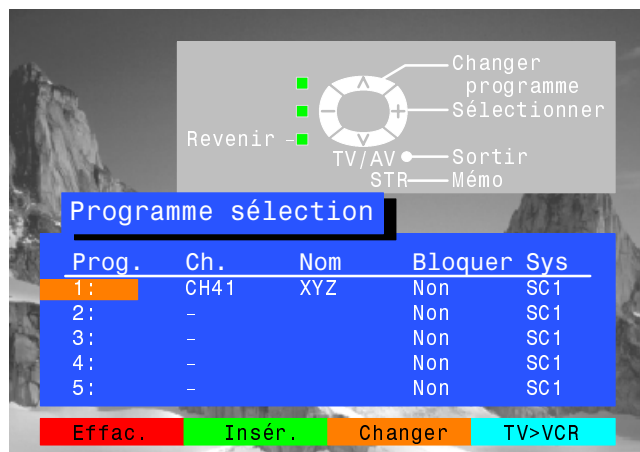 Changer
programme
Sélectionner
Revenir
TV/AV
Sortir
STR
Mémo
Programme sélection
Prog. Ch. Nom Bloquer Sys
1: CH41 XYZ Non SC1
2: – Non SC1
3: – Non SC1
4: – Non SC1
5: – Non SC1
Effac. Insér. Changer TV>VCR